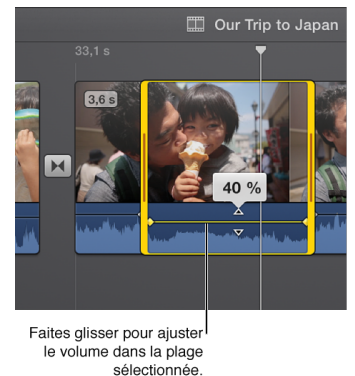 Our Trip to Japan
33,1 s
3,6 s
40 %
Faites glisser pour ajuster
le volume dans la plage
sélectionnée.